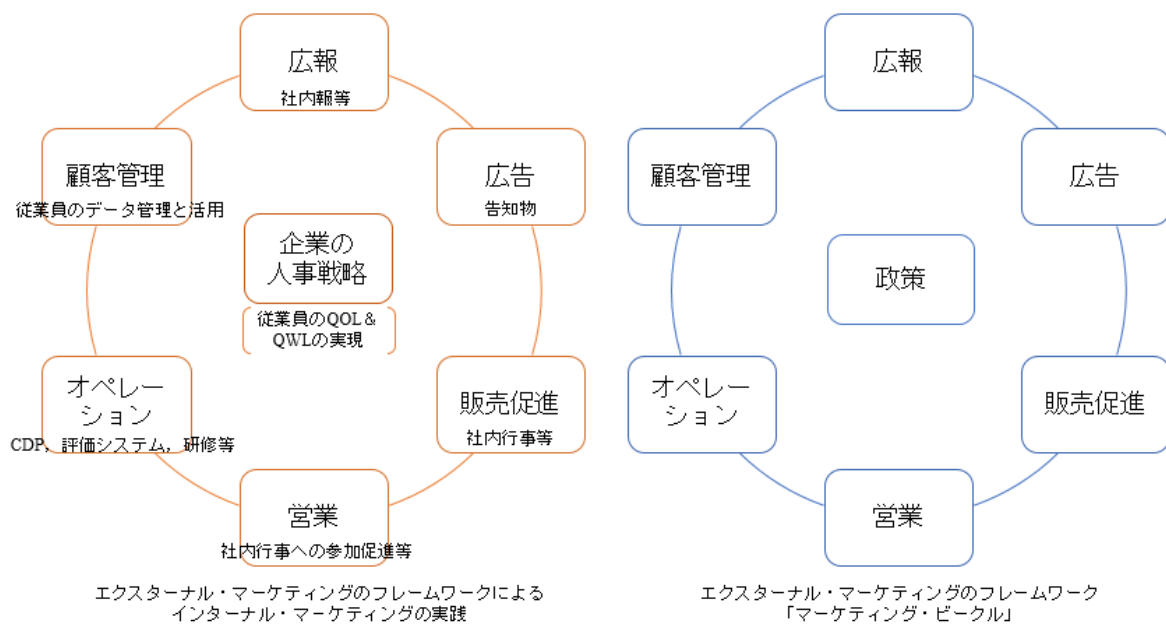 広報
社内報等
広告
告知物
販売促進
社内行事等
営業
社内行事への参加促進等
オペレー
ション
CDP，評価システム，研修等
顧客管理
従業員のデータ管理と活用
企業の
人事戦略
従業員のQOL＆
QWLの実現
エクスターナル・マーケティングのフレームワークによる
インターナル・マーケティングの実践
広報
広告
販売促進
営業
オペレー
ション
顧客管理
政策
エクスターナル・マーケティングのフレームワーク
「マーケティング・ビークル」